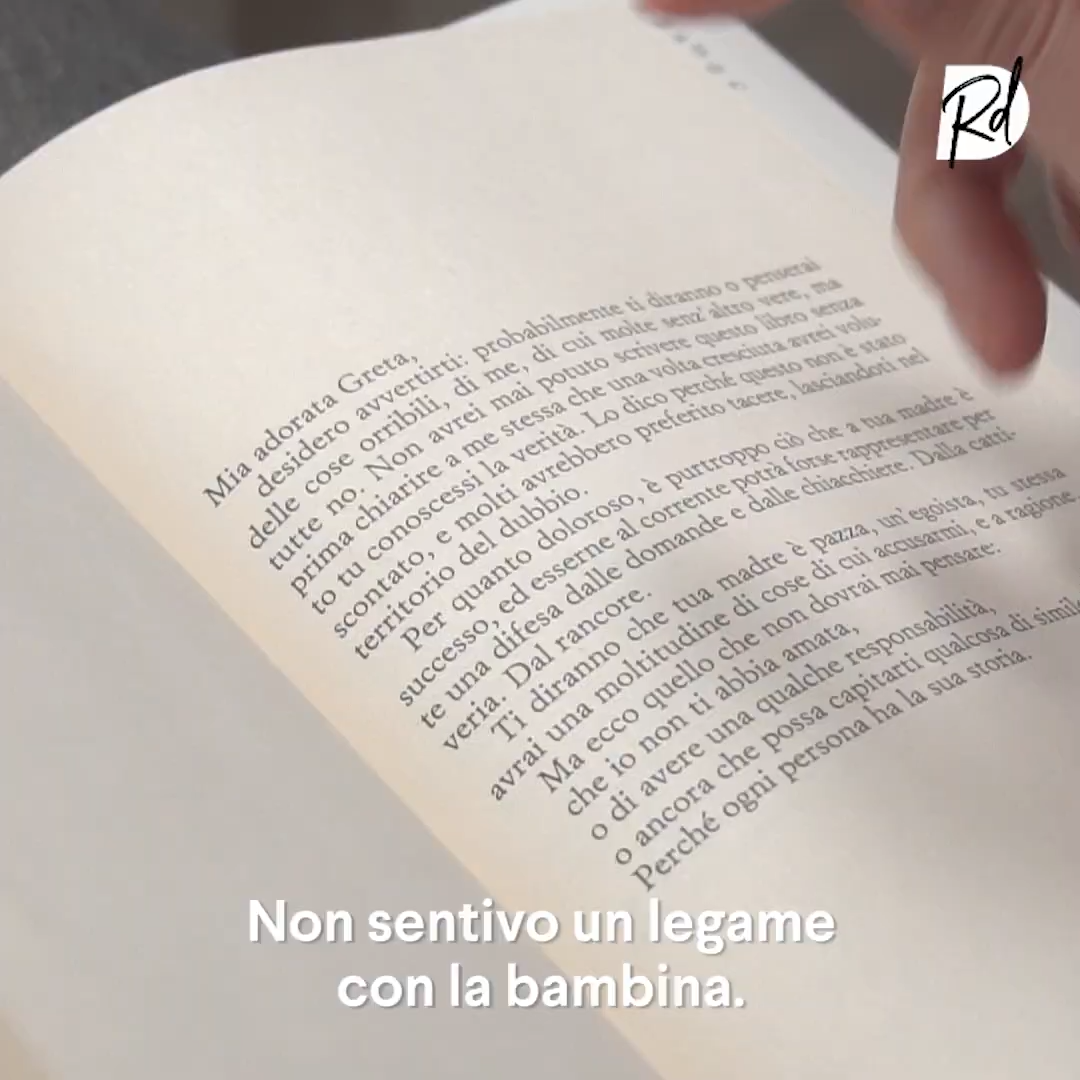 Rd
Mia adorata Greta,
desidero avvertirti: probabilmente ti diranno o penserai
delle cose orribili, di me, di cui molte senz'altro vere, ma
tutte no. Non avrei mai potuto scrivere questo libro senza
prima chiarire a me stessa che una volta cresciuta avrei volu-
to tu conoscessi la verità. Lo dico perché questo non è stato
scontato, e molti avrebbero preferito tacere, lasciandoti nel
territorio del dubbio.
Per quanto doloroso, è purtroppo ciò che a tua madre è
successo, ed esserne al corrente potrà forse rappresentare per
te una difesa dalle domande e dalle chiacchiere. Dalla catti-
veria. Dal rancore.
Ti diranno che tua madre è pazza, un'egoista, tu stessa
avrai una moltitudine di cose di cui accusarmi, e a ragione.
Ma ecco quello che non dovrai mai pensare:
che io non ti abbia amata,
o di avere una qualche responsabilità,
o ancora che possa capitarti qualcosa di simile
Perché ogni persona ha la sua storia.
Non sentivo un legame
con la bambina.